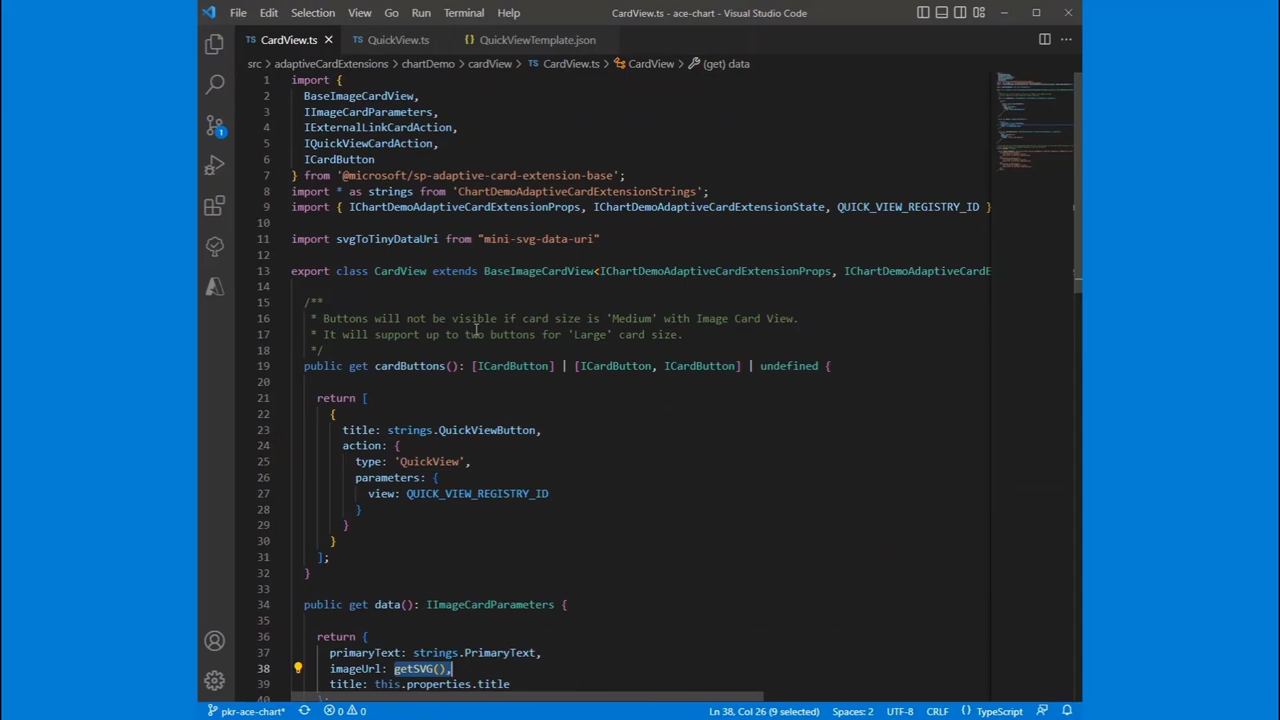 File Edit Selection View Go Run Terminal Help CardView.ts - ace-chart - Visual Studio Code
TS CardView.ts TS QuickView.ts {} QuickViewTemplate.json
src > adaptiveCardExtensions > chartDemo > cardView > TS CardView.ts > CardView > (get) data
1 import {
2 BaseImageCardView,
3 IImageCardParameters,
4 IExternalLinkCardAction,
5 IQuickViewCardAction,
6 ICardButton
7 } from '@microsoft/sp-adaptive-card-extension-base';
8 import * as strings from 'ChartDemoAdaptiveCardExtensionStrings';
9 import { IChartDemoAdaptiveCardExtensionProps, IChartDemoAdaptiveCardExtensionState, QUICK_VIEW_REGISTRY_ID }
10
11 import svgToTinyDataUri from "mini-svg-data-uri"
12
13 export class CardView extends BaseImageCardView<IChartDemoAdaptiveCardExtensionProps, IChartDemoAdaptiveCardE
14
15 /**
16 * Buttons will not be visible if card size is 'Medium' with Image Card View.
17 * It will support up to two buttons for 'Large' card size.
18 */
19 public get cardButtons(): [ICardButton] | [ICardButton, ICardButton] | undefined {
20
21 return [
22 {
23 title: strings.QuickViewButton,
24 action: {
25 type: 'QuickView',
26 parameters: {
27 view: QUICK_VIEW_REGISTRY_ID
28 }
29 }
30 }
31 ];
32 }
33
34 public get data(): IImageCardParameters {
35
36 return {
37 primaryText: strings.PrimaryText,
38 imageUrl: getSVG(),
39 title: this.properties.title
40 };
1
pkr-ace-chart* 0 0 Ln 38, Col 26 (9 selected) Spaces: 2 UTF-8 CRLF {} TypeScript